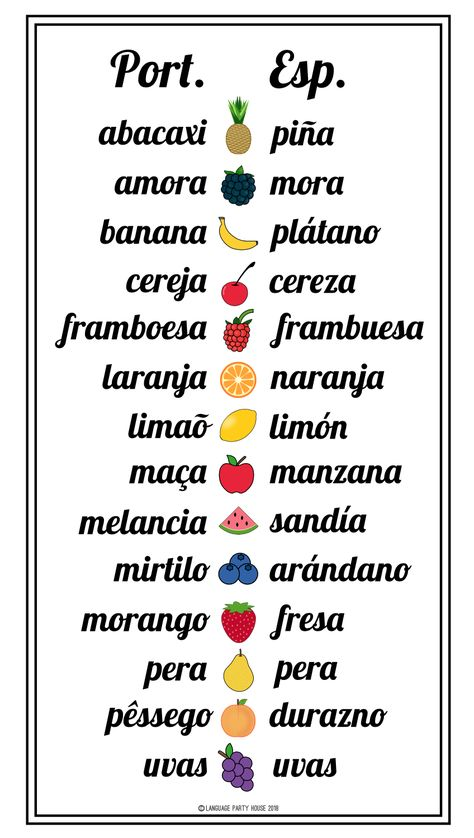 Port. Esp.
abacaxi piña
amora mora
banana plátano
cereja cereza
framboesa frambuesa
laranja naranja
limaõ limón
maça manzana
melancia sandía
mirtilo arándano
morango fresa
pera pera
pêssego durazno
uvas uvas
© LANGUAGE PARTY HOUSE 2018